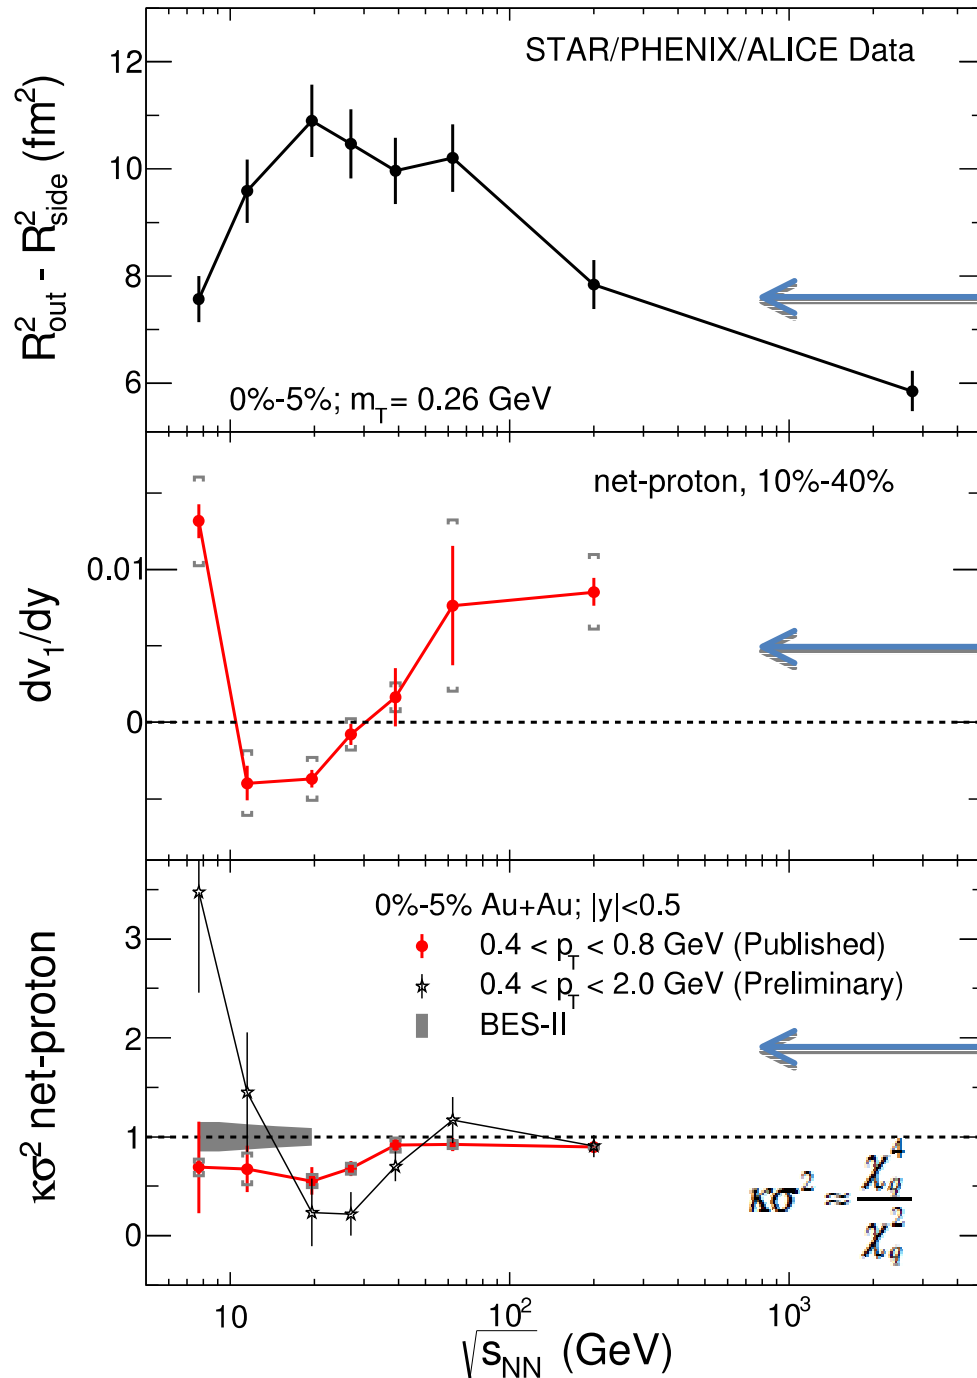 STAR/PHENIX/ALICE Data
R²out - R²side (fm²)
12
10
8
6
0%-5%; mT = 0.26 GeV
net-proton, 10%-40%
dv₁/dy
0.01
0
0%-5% Au+Au; |y|<0.5
0.4 < pT < 0.8 GeV (Published)
0.4 < pT < 2.0 GeV (Preliminary)
BES-II
κσ² net-proton
3
2
1
0
κσ² ≈ χ⁴q / χ²q
10 10² 10³
√sNN (GeV)